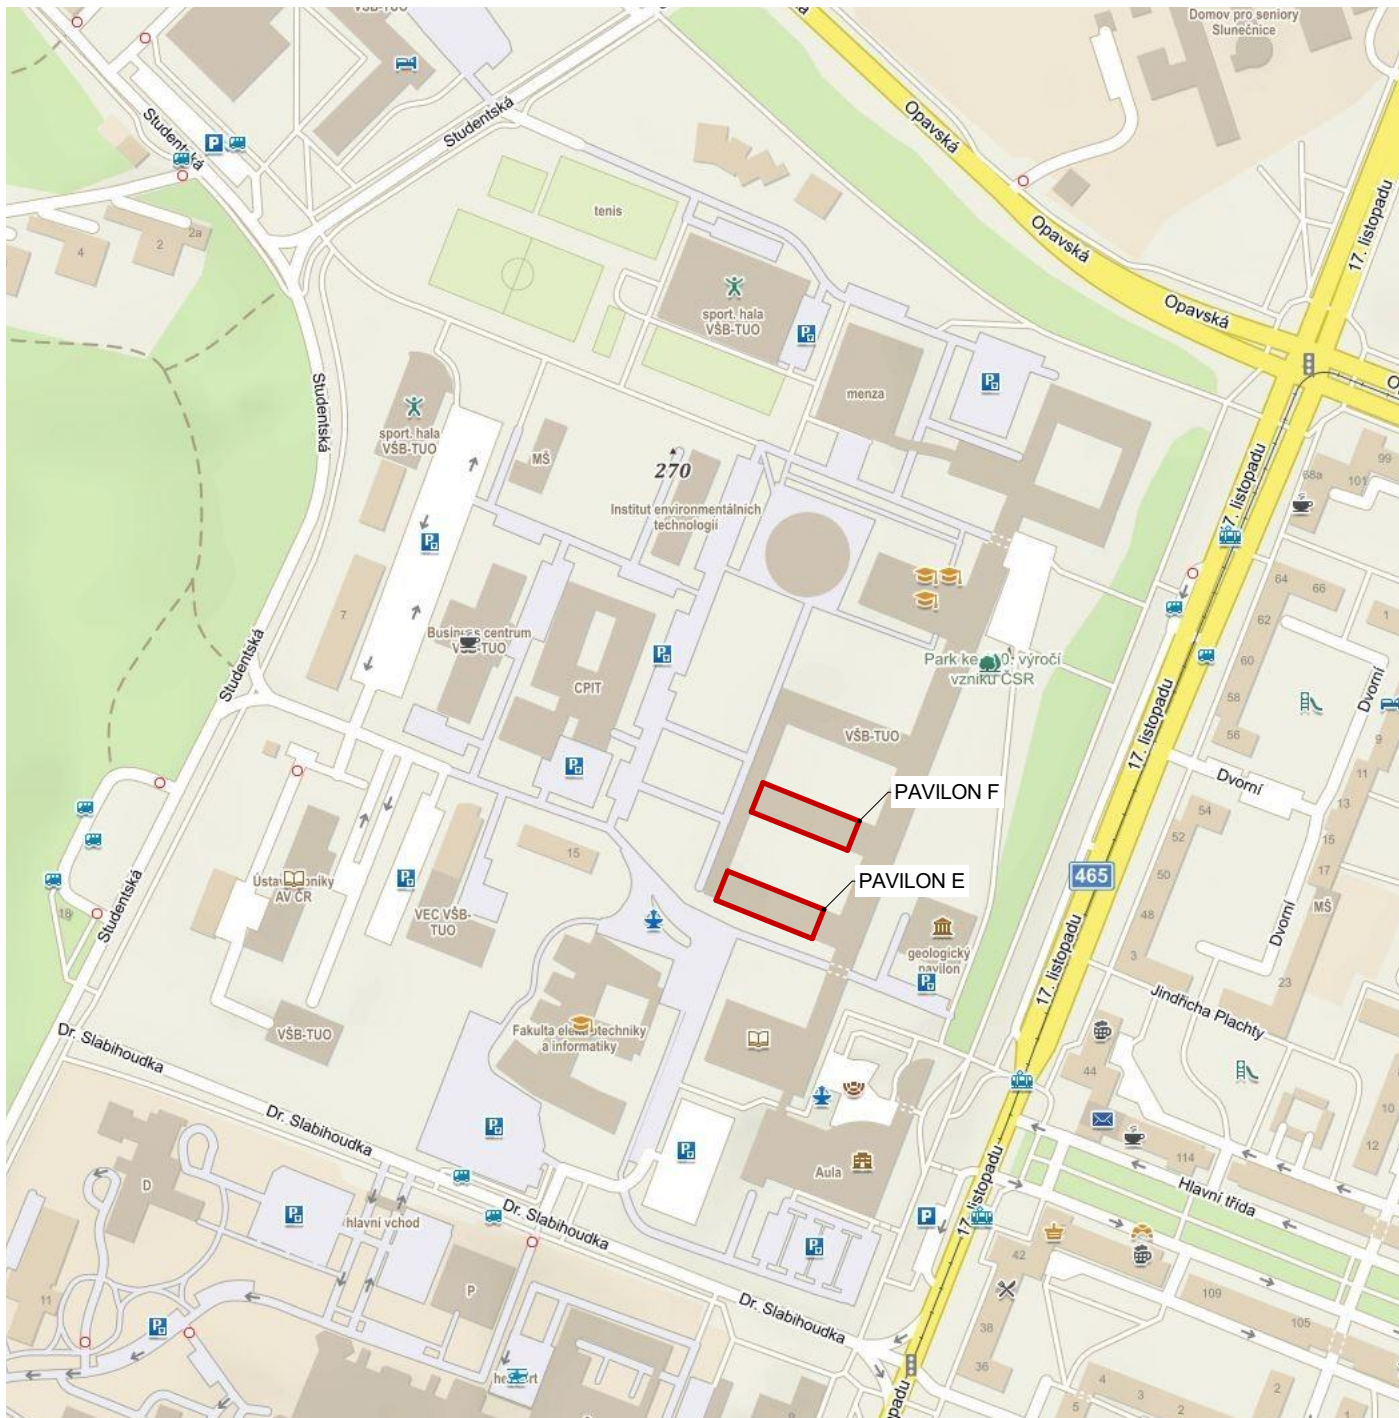 VŠB-TUO
Domov pro seniory
Slunečnice
Studentská
P
Studentská
Opavská
17. listopadu
tenis
2a
2
4
Opavská
sport. hala
VŠB-TUO
P
Opavská
Studentská
menza
P
sport. hala
VŠB-TUO
MŠ
270
Institut environmentálních
technologií
P
99
68a
101
17. listopadu
64
66
62
1
7
Business centrum
VŠB-TUO
CPIT
P
Park ke 100. výročí
vzniku ČSR
60
58
56
Studentská
17. listopadu
Dvorní
VŠB-TUO
9
11
P
Dvorní
PAVILON F
13
54
52
15
15
17
465
50
PAVILON E
MŠ
P
AV ČR
VEC VŠB-
TUO
18
48
Dvorní
Studentská
geologický
pavilon
P
3
23
17. listopadu
Jindřicha Plachty
VŠB-TUO
Fakulta elektrotechniky
a informatiky
Dr. Slabihoudka
44
10
12
Dr. Slabihoudka
P
P
114
Aula
Hlavní třída
D
17. listopadu
P
hlavní vchod
Dr. Slabihoudka
P
P
42
P
109
11
P
38
105
Dr. Slabihoudka
36
4
3
2
2
5
1